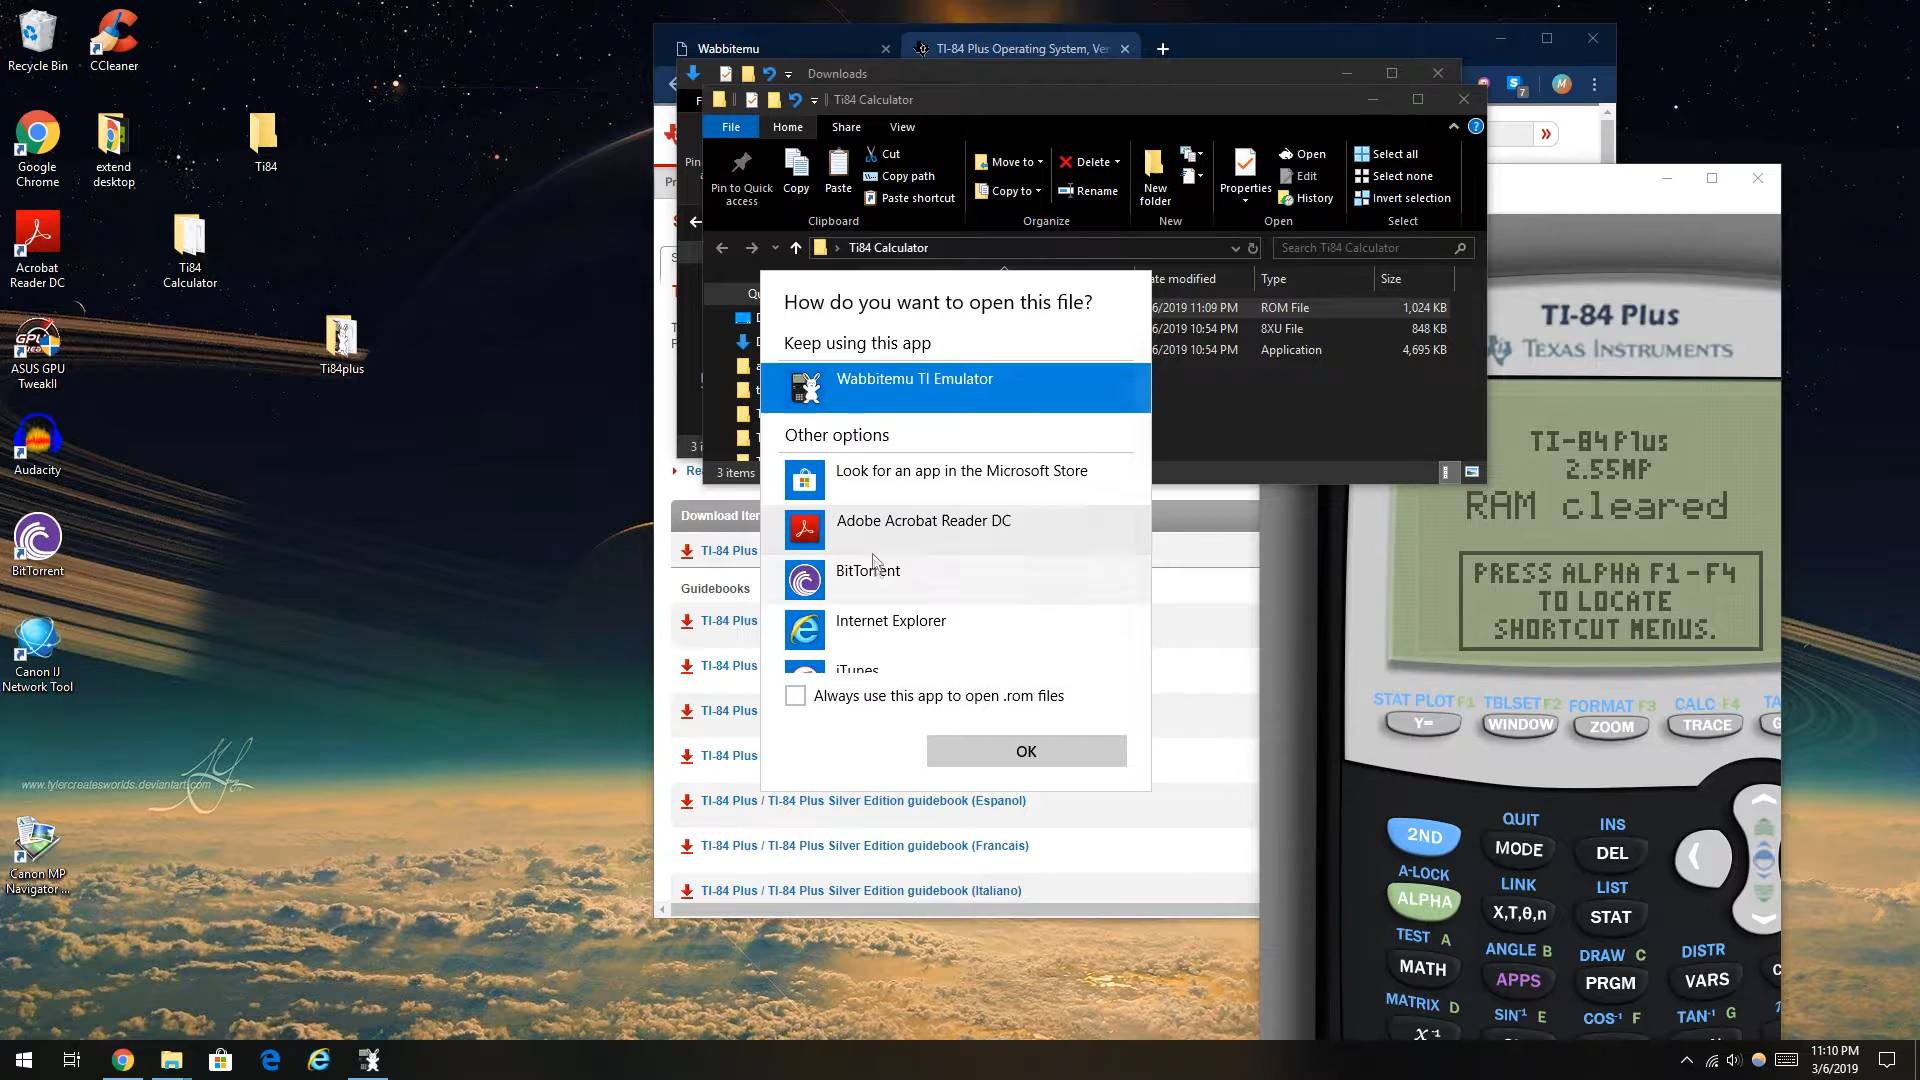 Recycle Bin
CCleaner
Google
Chrome
extend
desktop
Ti84
Acrobat
Reader DC
Ti84
Calculator
ASUS GPU
TweakII
Ti84plus
Audacity
BitTorrent
Canon IJ
Network Tool
www.tylercreatesworlds.deviantart.com
Canon MP
Navigator ...
Wabbitemu
TI-84 Plus Operating System, Ver
Downloads
Ti84 Calculator
File
Home
Share
View
Pin to Quick
access
Copy
Paste
Cut
Copy path
Paste shortcut
Clipboard
Move to
Copy to
Delete
Rename
Organize
New
folder
New
Properties
Open
Edit
History
Open
Select all
Select none
Invert selection
Select
Ti84 Calculator
Search Ti84 Calculator
ate modified
Type
Size
6/2019 11:09 PM
ROM File
1,024 KB
6/2019 10:54 PM
8XU File
848 KB
6/2019 10:54 PM
Application
4,695 KB
3 items
How do you want to open this file?
Keep using this app
Wabbitemu TI Emulator
Other options
Look for an app in the Microsoft Store
Adobe Acrobat Reader DC
BitTorrent
Internet Explorer
iTunes
Always use this app to open .rom files
OK
Download Iter
TI-84 Plus
Guidebooks
TI-84 Plus
TI-84 Plus
TI-84 Plus
TI-84 Plus
TI-84 Plus / TI-84 Plus Silver Edition guidebook (Espanol)
TI-84 Plus / TI-84 Plus Silver Edition guidebook (Francais)
TI-84 Plus / TI-84 Plus Silver Edition guidebook (Italiano)
TI-84 Plus
TEXAS INSTRUMENTS
TI-84 Plus
2.55MP
RAM cleared
PRESS ALPHA F1-F4
TO LOCATE
SHORTCUT MENUS.
STAT PLOT F1 TBLSET F2 FORMAT F3 CALC F4 TA
Y= WINDOW ZOOM TRACE G
QUIT INS
2ND MODE DEL
A-LOCK LINK LIST
ALPHA X,T,θ,n STAT
TEST A ANGLE B DRAW C DISTR
MATH APPS PRGM VARS C
MATRIX D SIN⁻¹ E COS⁻¹ F TAN⁻¹ G
x⁻¹
11:10 PM
3/6/2019